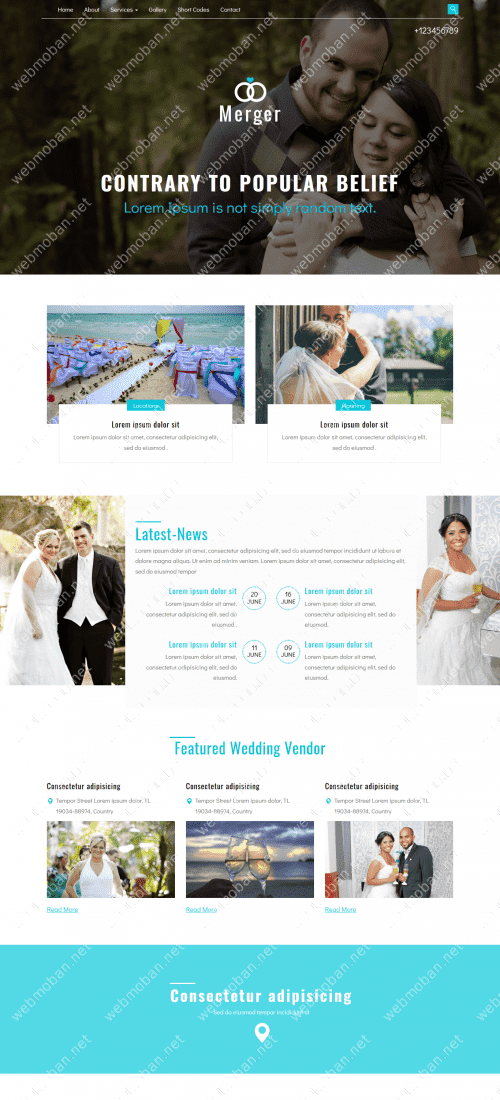 Home About Services Gallery Short Codes Contact
+123456789
Merger
CONTRARY TO POPULAR BELIEF
Lorem Ipsum is not simply random text.
Locations
Planning
Lorem ipsum dolor sit
Lorem ipsum dolor sit amet, consectetur adipisicing elit, sed
do eiusmod .
Lorem ipsum dolor sit
Lorem ipsum dolor sit amet, consectetur adipisicing elit, sed
do eiusmod .
Latest-News
Lorem ipsum dolor sit amet, consectetur adipisicing elit, sed do eiusmod tempor incididunt ut labore et
dolore magna aliqua. Ut enim ad minim veniam. Lorem ipsum dolor sit amet, consectetur adipisicing elit,
sed do eiusmod tempor
Lorem ipsum dolor sit
Lorem ipsum dolor sit amet,
consectetur adipisicing elit, sed do
eiusmod.
20
JUNE
16
JUNE
Lorem ipsum dolor sit
Lorem ipsum dolor sit amet,
consectetur adipisicing elit, sed do
eiusmod.
Lorem ipsum dolor sit
Lorem ipsum dolor sit amet,
consectetur adipisicing elit, sed do
eiusmod.
11
JUNE
09
JUNE
Lorem ipsum dolor sit
Lorem ipsum dolor sit amet,
consectetur adipisicing elit, sed do
eiusmod.
Featured Wedding Vendor
Consectetur adipisicing
Tempor Street Lorem ipsum dolor, TL
19034-88974, Country
Read More
Consectetur adipisicing
Tempor Street Lorem ipsum dolor, TL
19034-88974, Country
Read More
Consectetur adipisicing
Tempor Street Lorem ipsum dolor, TL
19034-88974, Country
Read More
Consectetur adipisicing
Sed do eiusmod tempor incididunt ut
webmoban.net